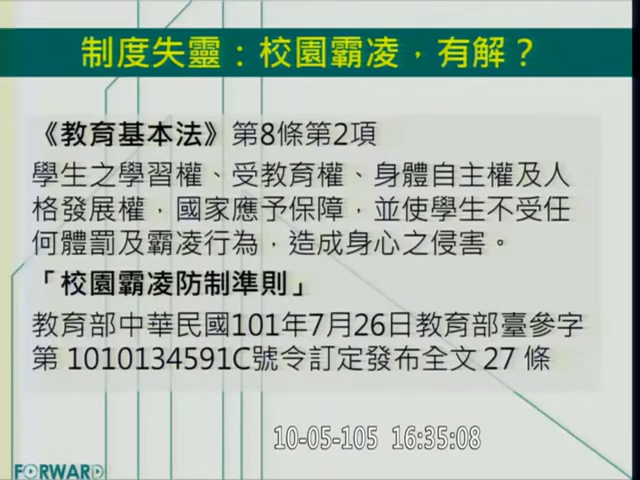 制度失靈：校園霸凌，有解？
《教育基本法》第8條第2項
學生之學習權、受教育權、身體自主權及人
格發展權，國家應予保障，並使學生不受任
何體罰及霸凌行為，造成身心之侵害。
「校園霸凌防制準則」
教育部中華民國101年7月26日教育部臺參字
第 1010134591C號令訂定發布全文 27 條
10-05-105 16:35:08
FORWARD